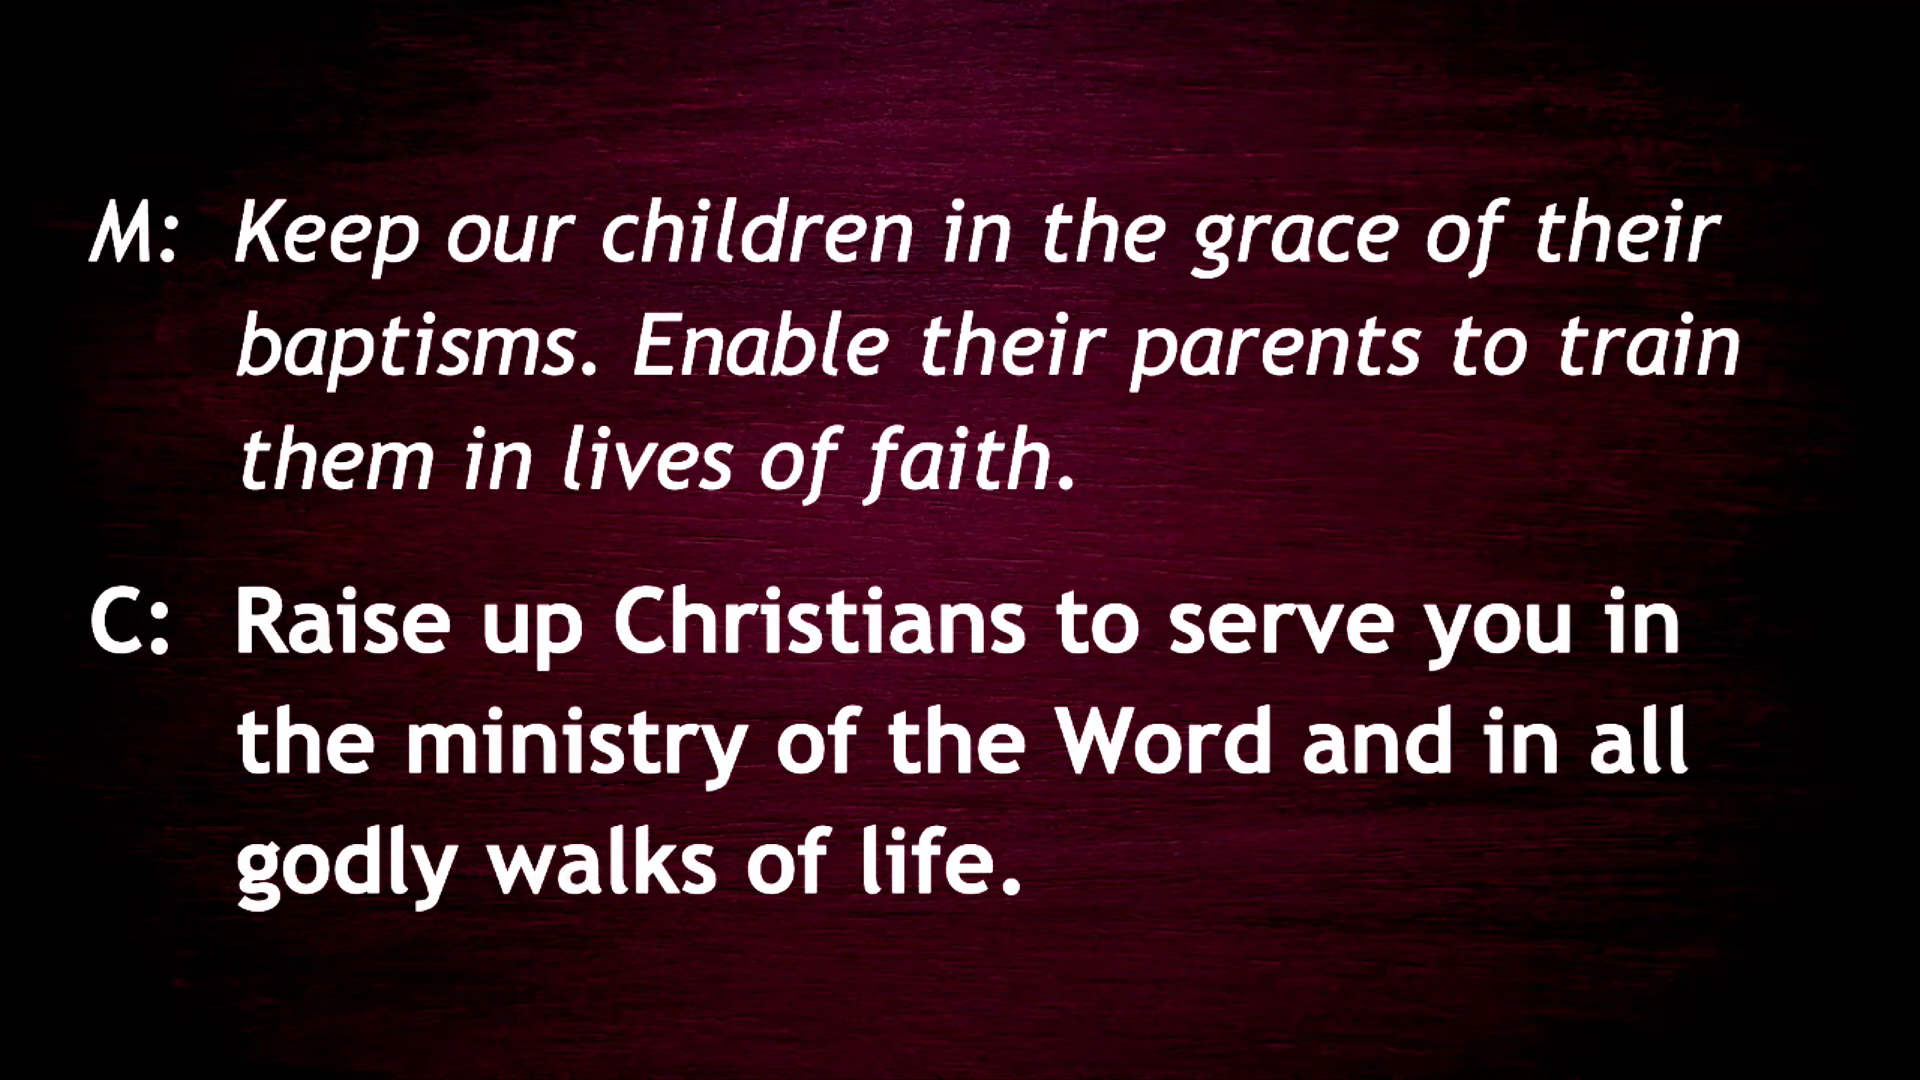 M: Keep our children in the grace of their
baptisms. Enable their parents to train
them in lives of faith.
C: Raise up Christians to serve you in
the ministry of the Word and in all
godly walks of life.